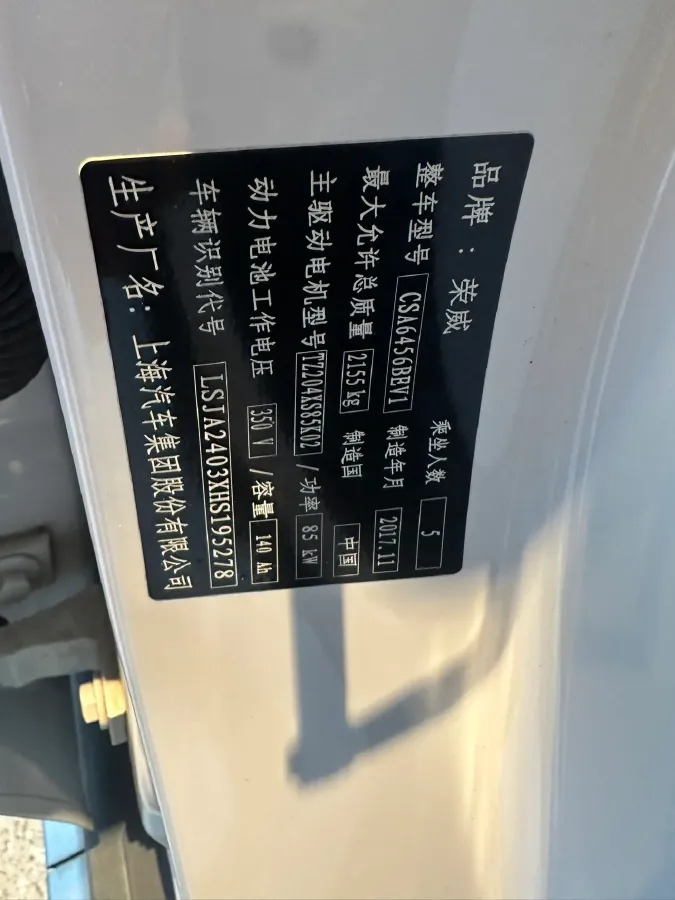 品牌：荣威
整车型号 CSA6456BEV1 乘坐人数 5
最大允许总质量 2155 kg 制造年月 2017.11
制造国 中国
主驱动电机型号 TZ204XS85K02 / 功率 85 kW
动力电池工作电压 350 V / 容量 140 Ah
车辆识别代号 LSJA2403XHS195278
生产厂名：上海汽车集团股份有限公司